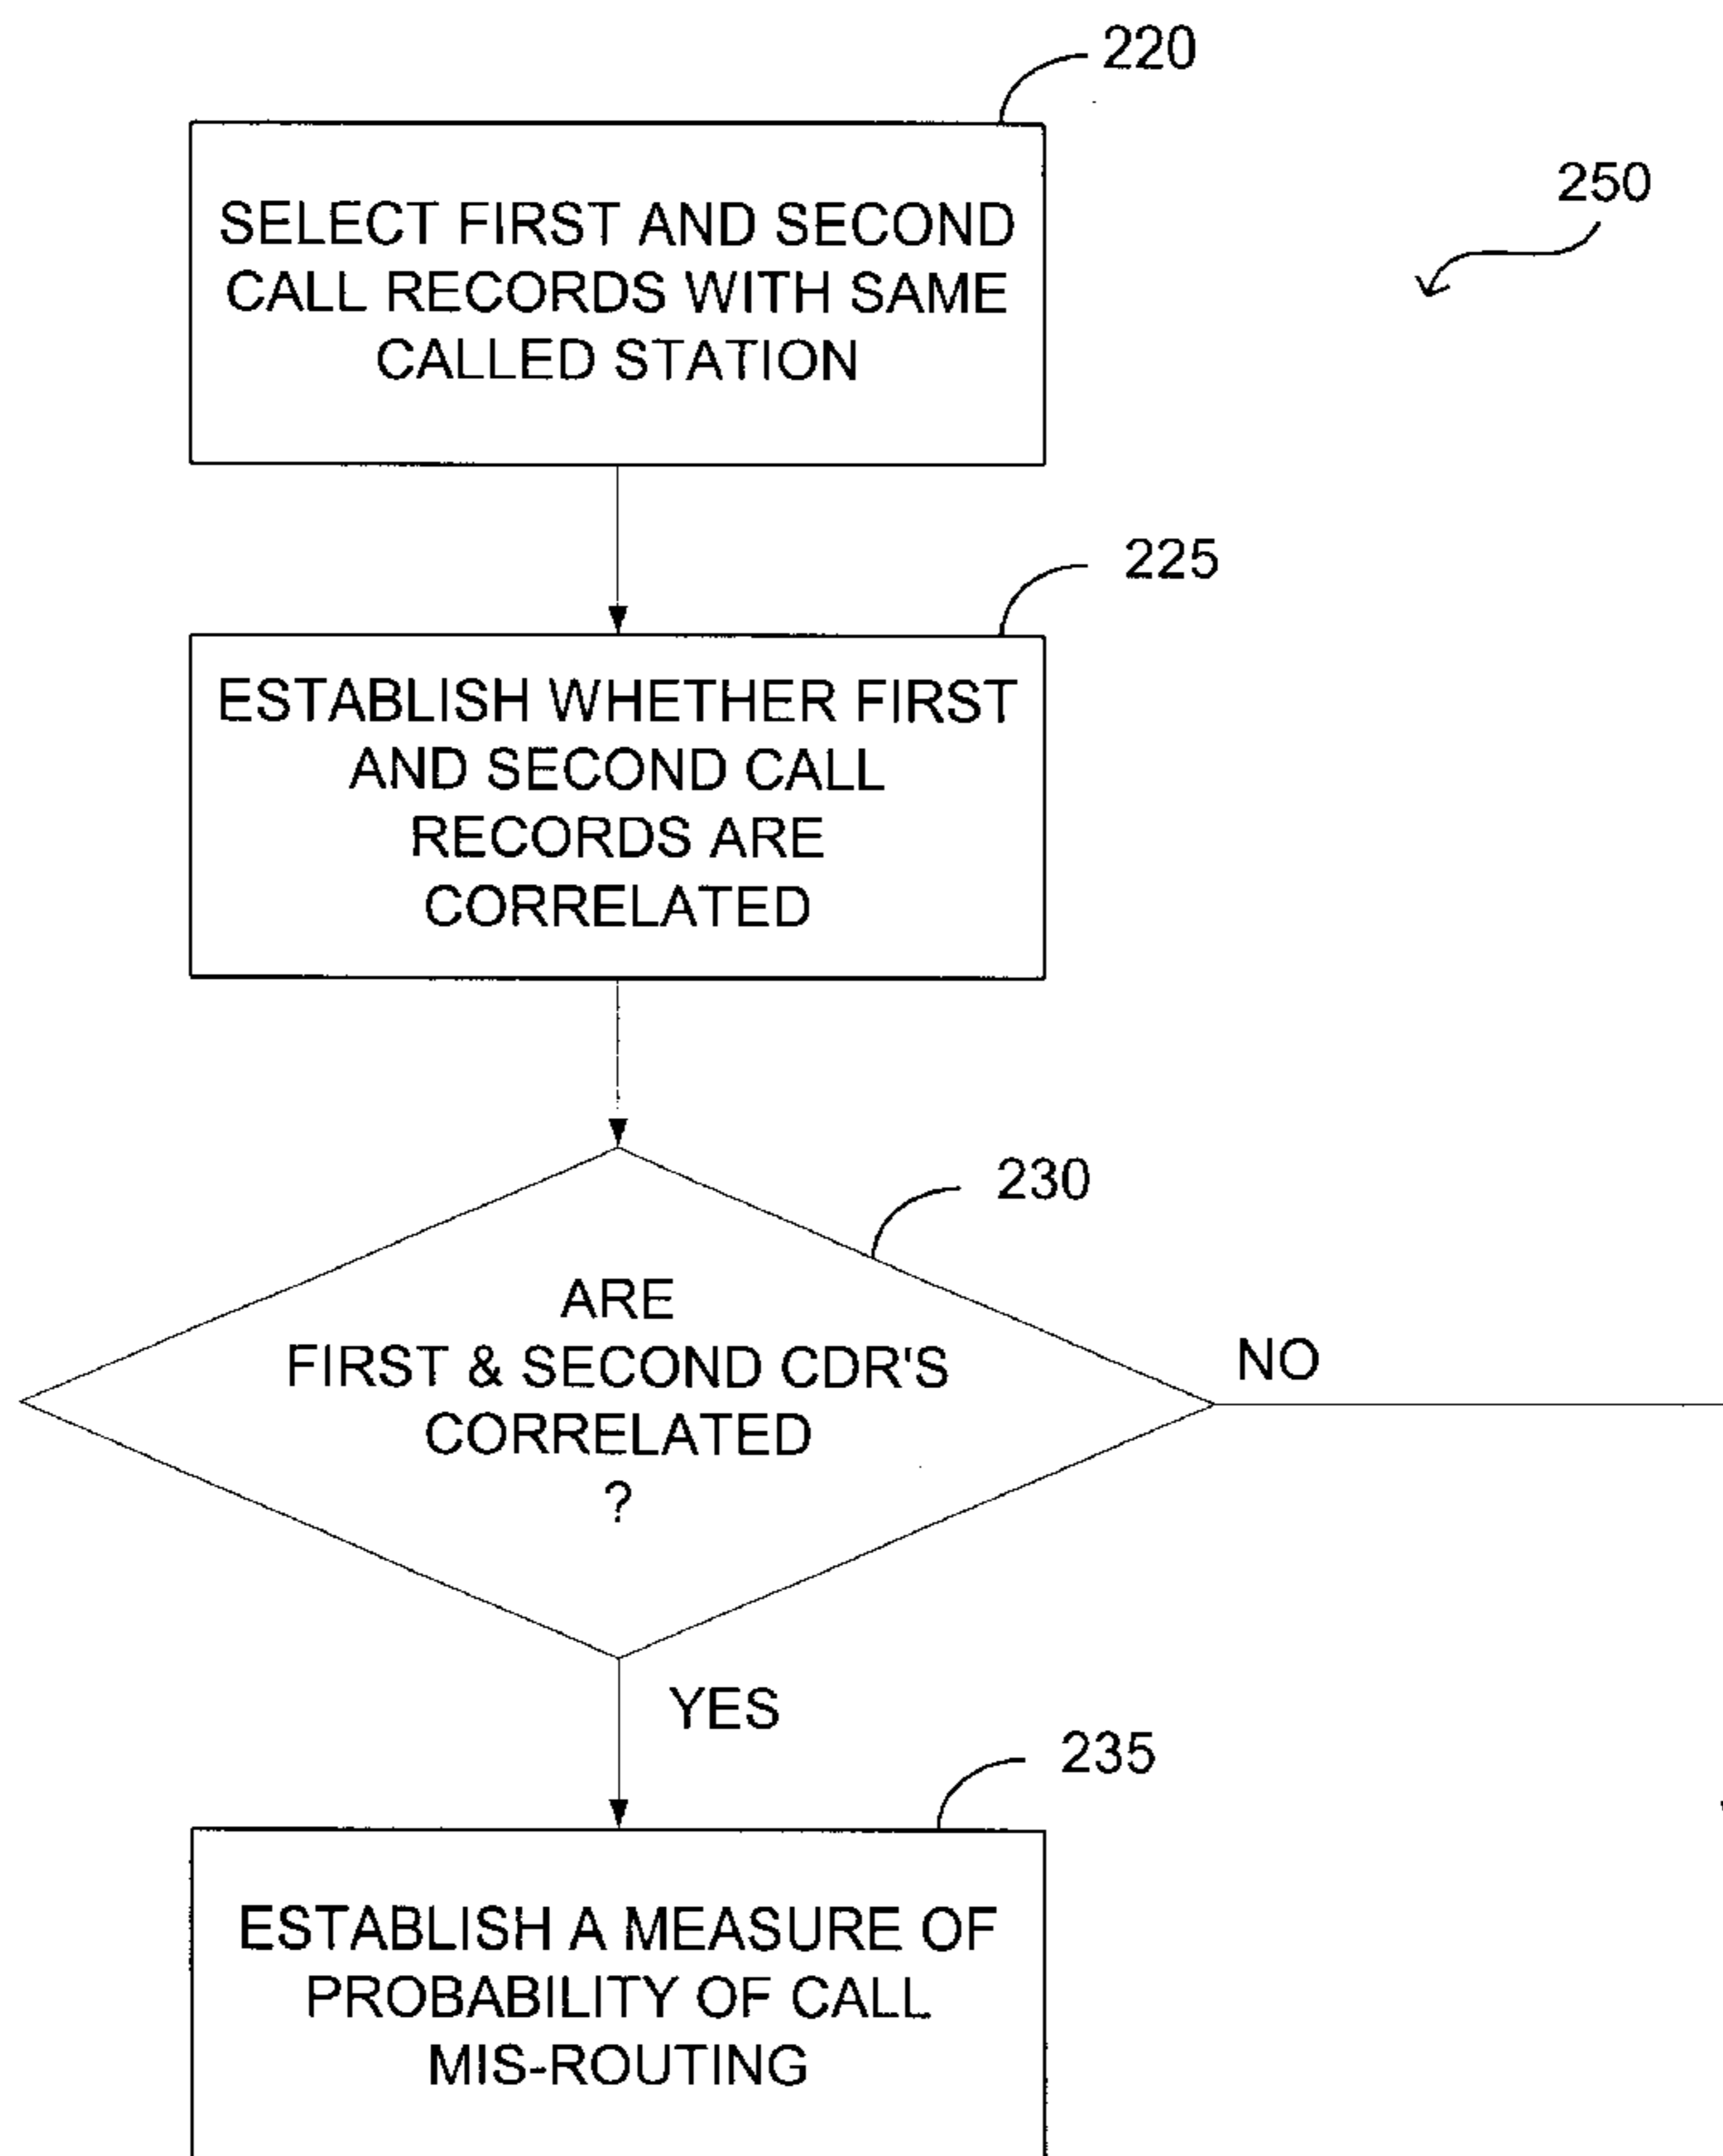 220
250
SELECT FIRST AND SECOND
CALL RECORDS WITH SAME
CALLED STATION
225
ESTABLISH WHETHER FIRST
AND SECOND CALL
RECORDS ARE
CORRELATED
230
ARE
FIRST & SECOND CDR'S
CORRELATED
?
NO
YES
235
ESTABLISH A MEASURE OF
PROBABILITY OF CALL
MIS-ROUTING